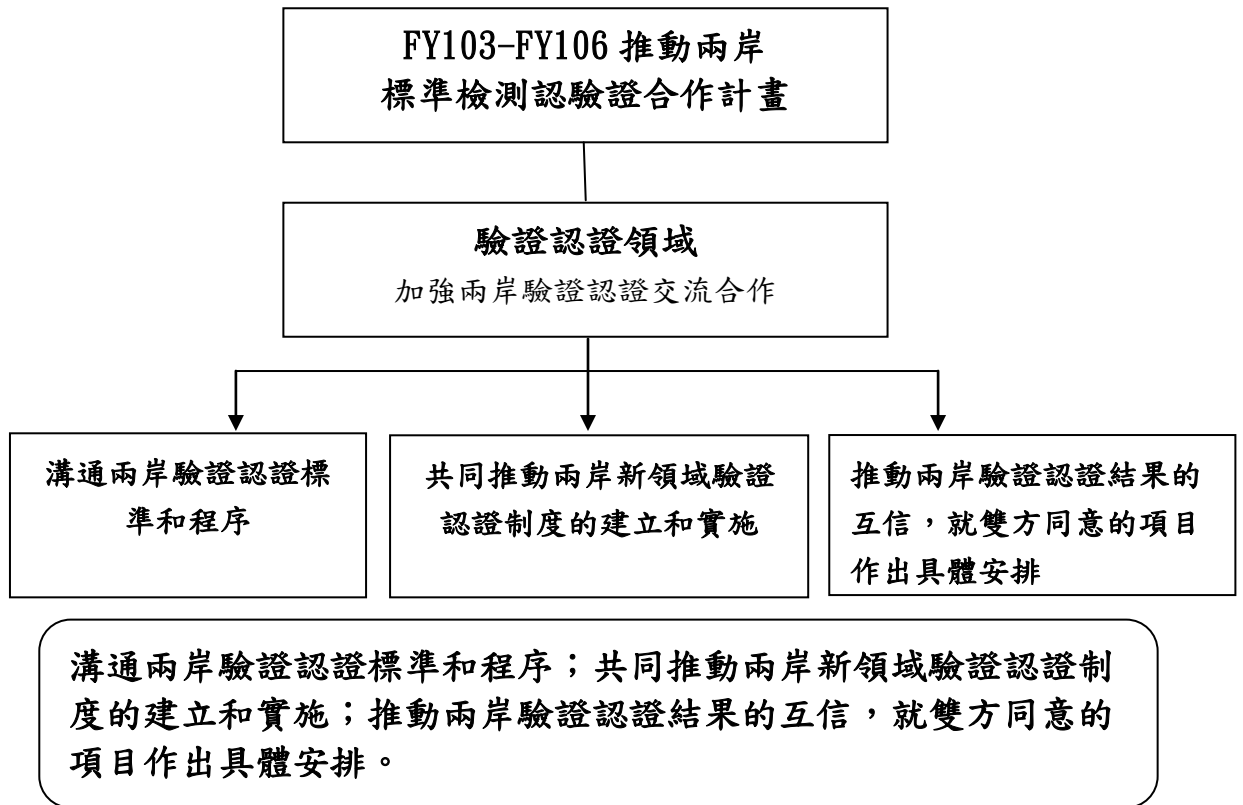 FY103-FY106 推動兩岸
標準檢測認驗證合作計畫
驗證認證領域
加強兩岸驗證認證交流合作
溝通兩岸驗證認證標
準和程序
共同推動兩岸新領域驗證
認證制度的建立和實施
推動兩岸驗證認證結果的
互信，就雙方同意的項目
作出具體安排
溝通兩岸驗證認證標準和程序；共同推動兩岸新領域驗證認證制
度的建立和實施；推動兩岸驗證認證結果的互信，就雙方同意的
項目作出具體安排。